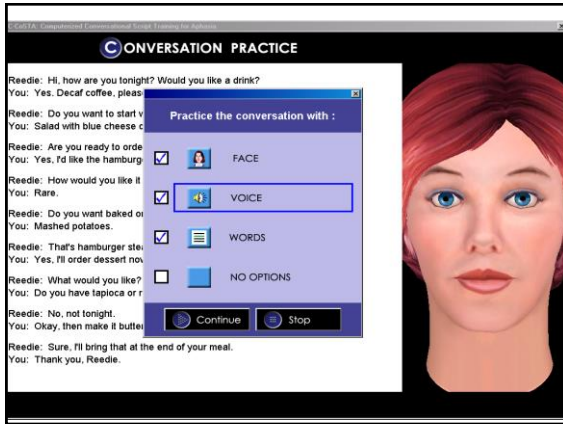 C CoSTA: Computerized Conversational Script Training for Aphasia
CONVERSATION PRACTICE
Reedie: Hi, how are you tonight? Would you like a drink?
You: Yes. Decaf coffee, pleas
Reedie: Do you want to start w
You: Salad with blue cheese d
Reedie: Are you ready to orde
You: Yes, I'd like the hamburg
Reedie: How would you like it
You: Rare.
Reedie: Do you want baked or
You: Mashed potatoes.
Reedie: That's hamburger stea
You: Yes, I'll order dessert now
Reedie: What would you like?
You: Do you have tapioca or r
Reedie: No, not tonight.
You: Okay, then make it butter
Reedie: Sure, I'll bring that at the end of your meal.
You: Thank you, Reedie.
Practice the conversation with :
FACE
VOICE
WORDS
NO OPTIONS
Continue
Stop